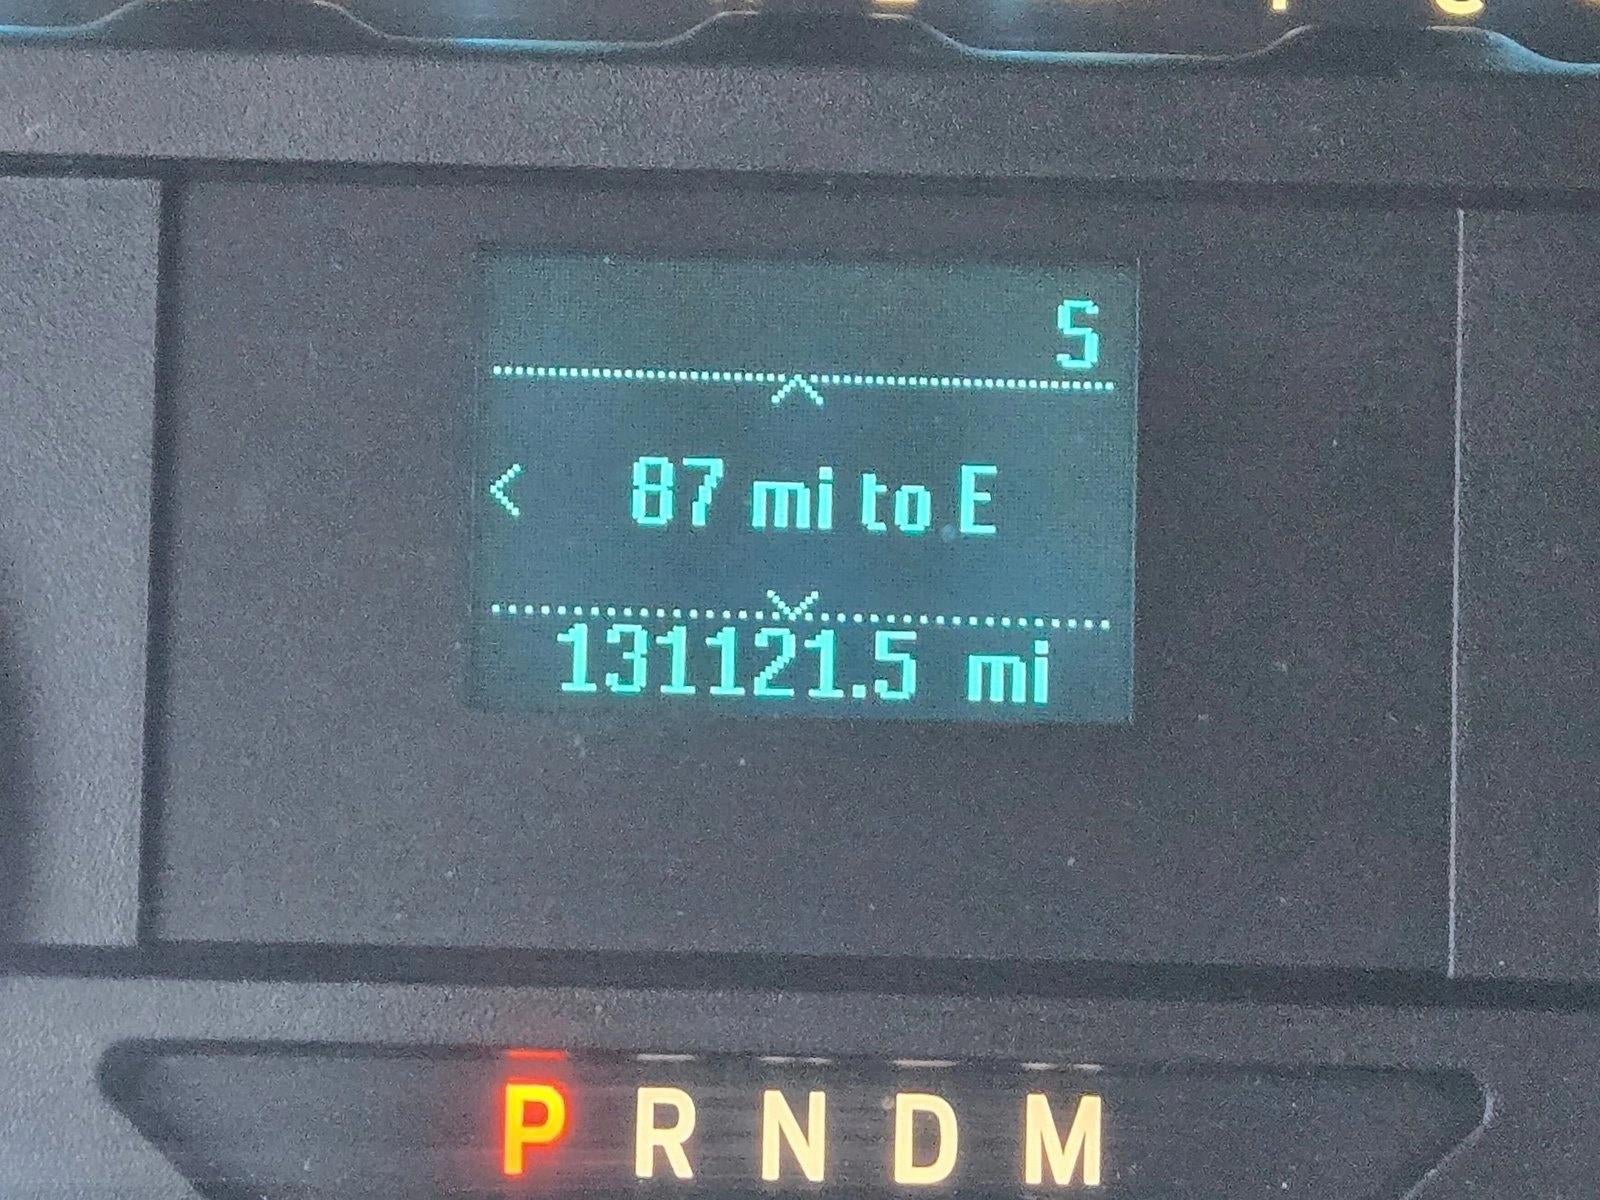 S
87 mi to E
131121.5 mi
P R N D M